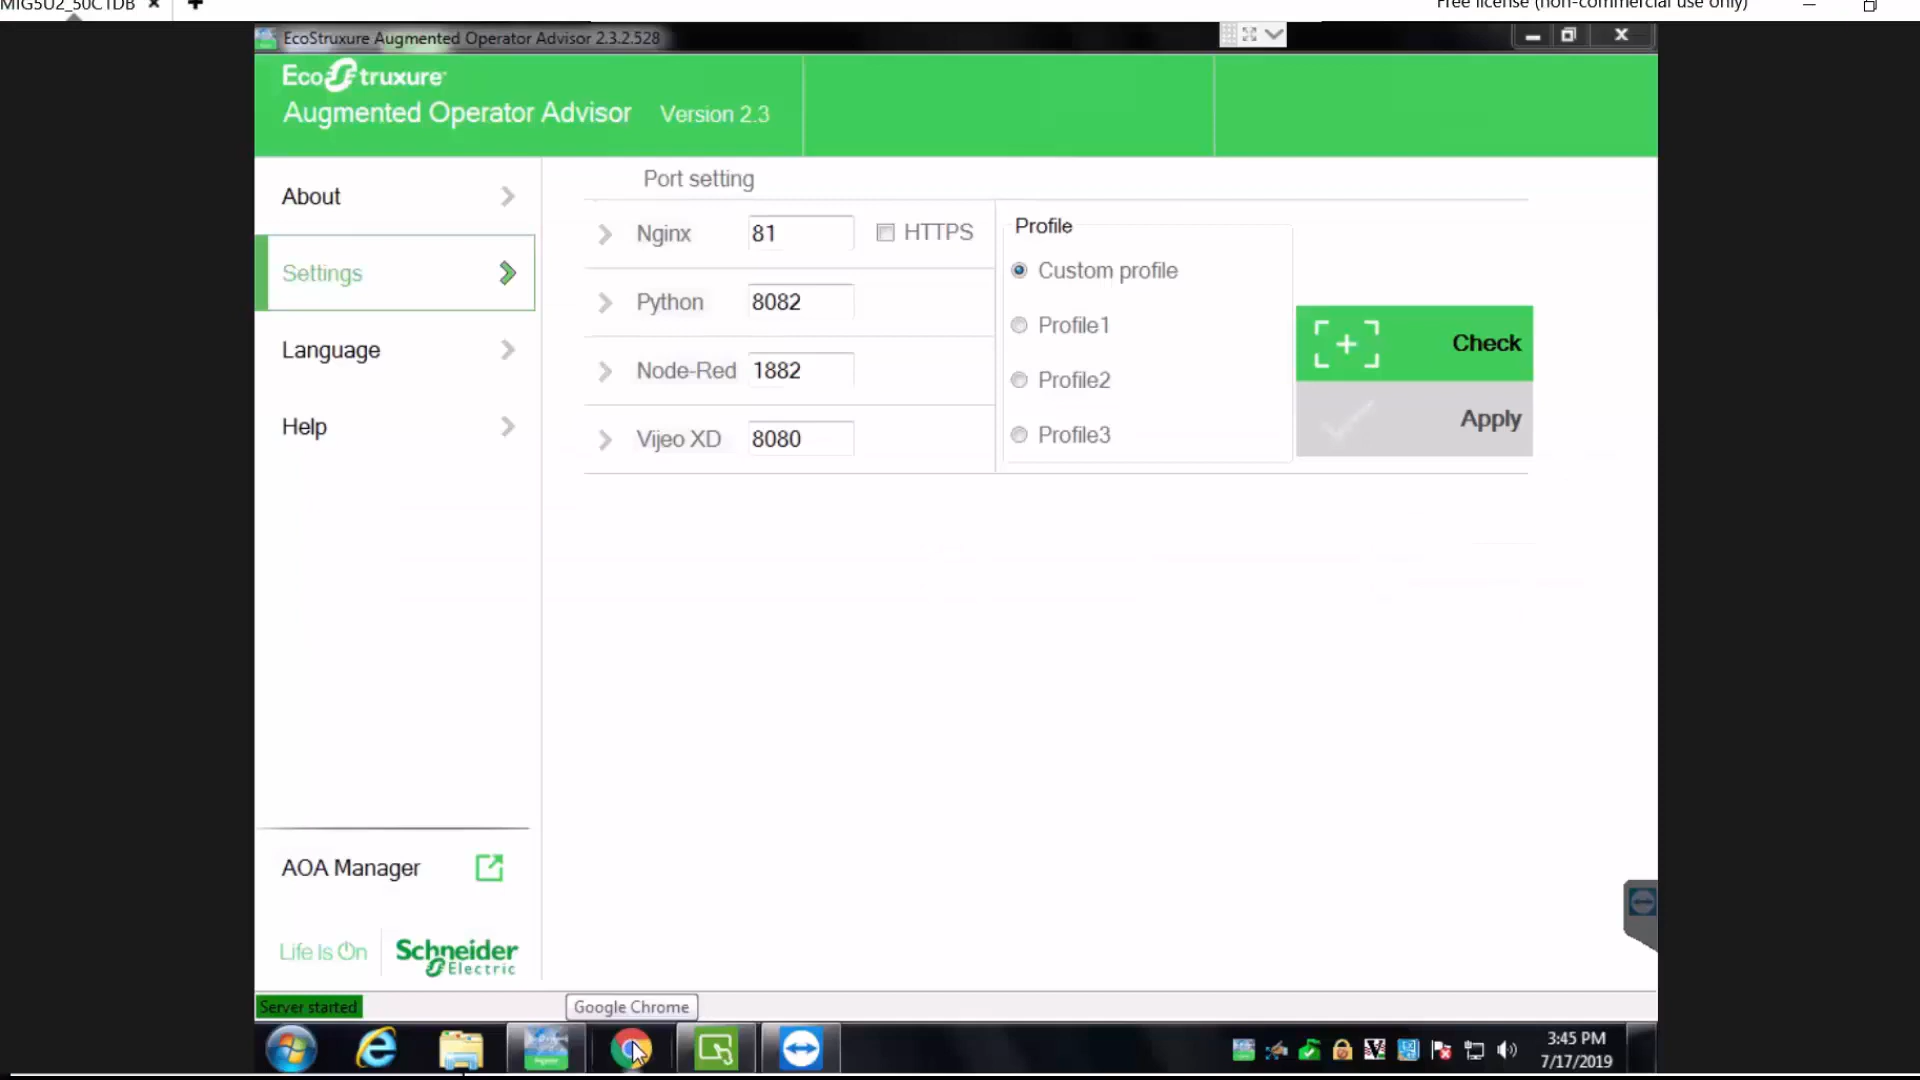 MIG5U2_50C1DB
Free license (non-commercial use only)
EcoStruxure Augmented Operator Advisor 2.3.2.528
EcoStruxure
Augmented Operator Advisor Version 2.3
About
Settings
Language
Help
Port setting
Nginx 81 HTTPS
Python 8082
Node-Red 1882
Vijeo XD 8080
Profile
Custom profile
Profile1
Profile2
Profile3
Check
Apply
AOA Manager
Life Is On
Schneider
Electric
Server started
Google Chrome
3:45 PM
7/17/2019